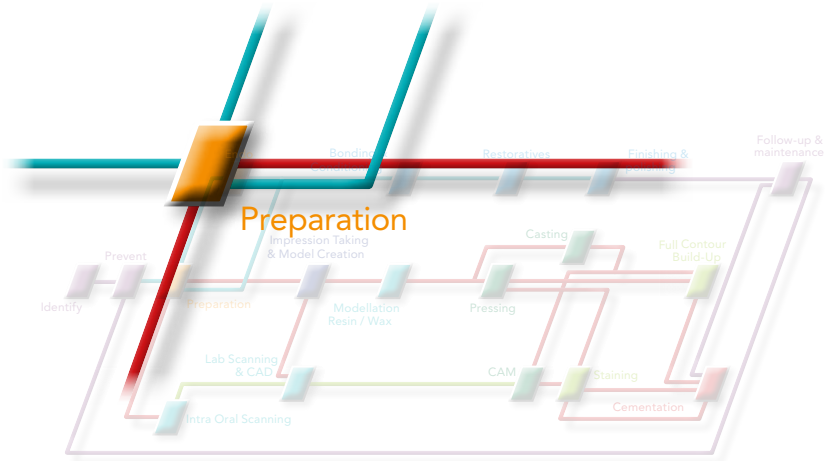 Follow-up &
maintenance
Bonding
Restoratives
Finishing &
polishing
Preparation
Impression Taking
& Model Creation
Casting
Full Contour
Build-Up
Prevent
Identify
Preparation
Modellation
Resin / Wax
Pressing
Lab Scanning
& CAD
CAM
Staining
Cementation
Intra Oral Scanning